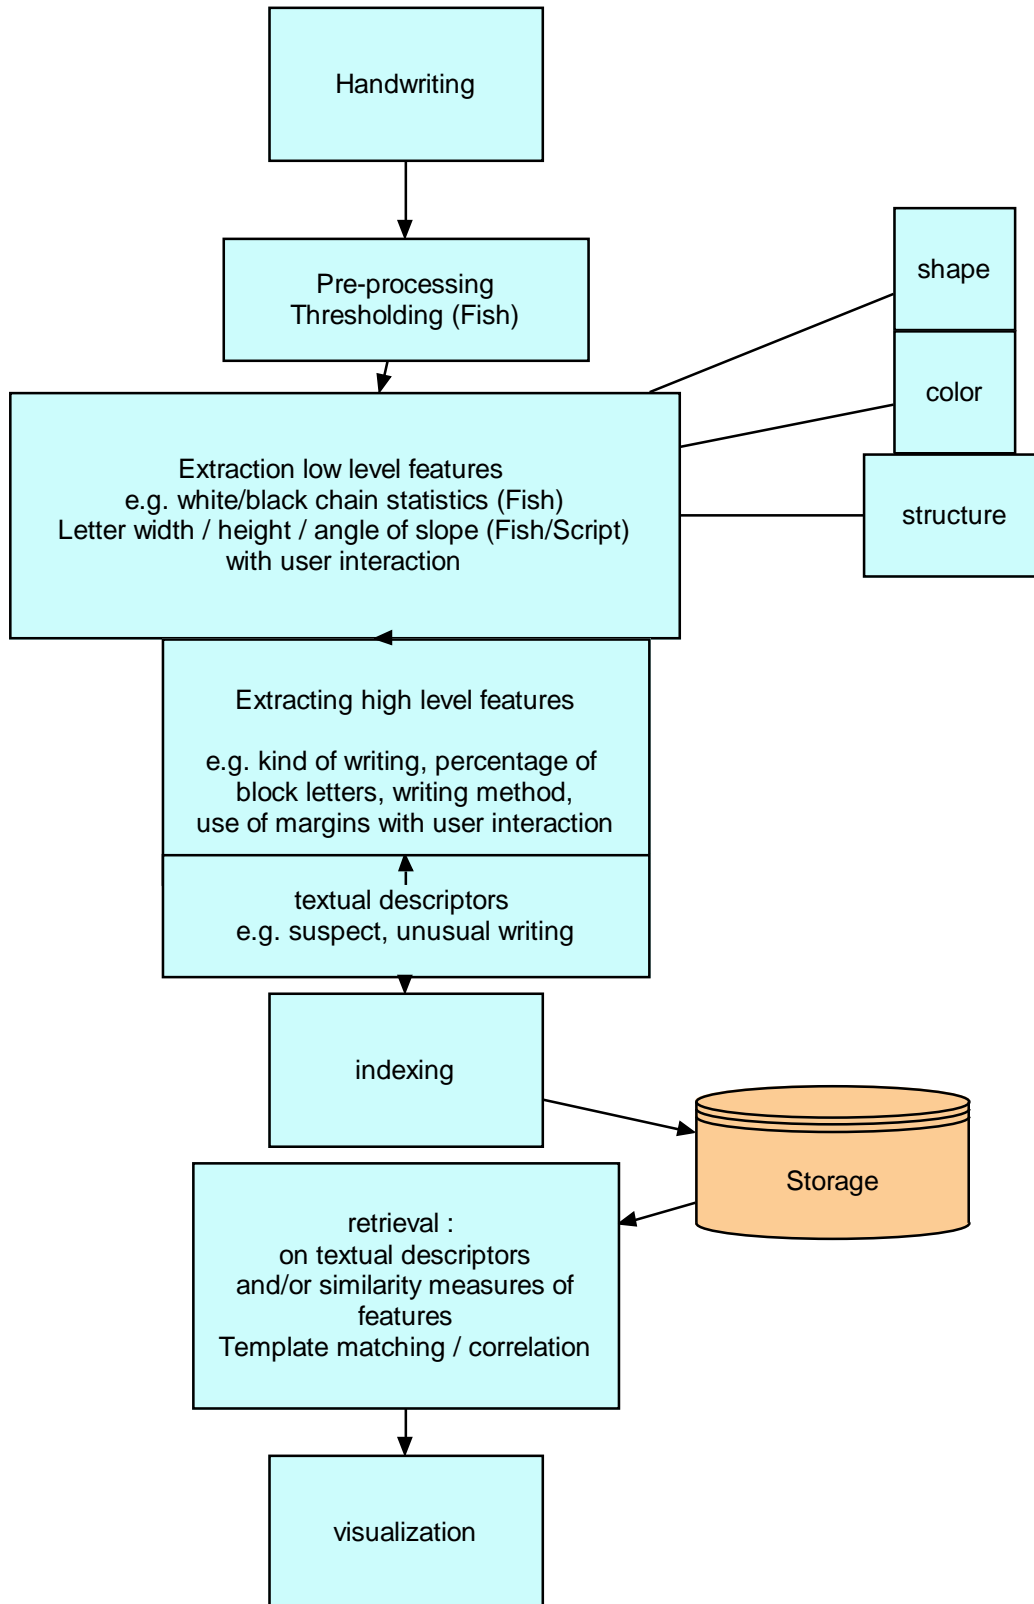 Handwriting
Pre-processing
Thresholding (Fish)
shape
color
structure
Extraction low level features
e.g. white/black chain statistics (Fish)
Letter width / height / angle of slope (Fish/Script)
with user interaction
Extracting high level features
e.g. kind of writing, percentage of
block letters, writing method,
use of margins with user interaction
textual descriptors
e.g. suspect, unusual writing
indexing
Storage
retrieval :
on textual descriptors
and/or similarity measures of
features
Template matching / correlation
visualization